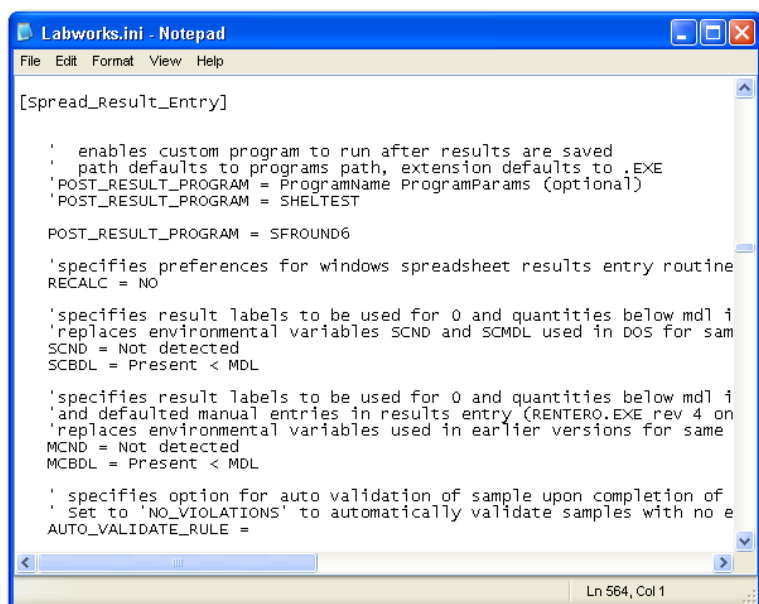 Labworks.ini - Notepad
File Edit Format View Help
[Spread_Result_Entry]
' enables custom program to run after results are saved
' path defaults to programs path, extension defaults to .EXE
'POST_RESULT_PROGRAM = ProgramName ProgramParams (optional)
'POST_RESULT_PROGRAM = SHELTEST
POST_RESULT_PROGRAM = SFROUND6
'specifies preferences for windows spreadsheet results entry routine
RECALC = NO
'specifies result labels to be used for 0 and quantities below mdl i
'replaces environmental variables SCND and SCMDL used in DOS for sam
SCND = Not detected
SCBDL = Present < MDL
'specifies result labels to be used for 0 and quantities below mdl i
'and defaulted manual entries in results entry (RENTERO.EXE rev 4 on
'replaces environmental variables used in earlier versions for same
MCND = Not detected
MCBDL = Present < MDL
' specifies option for auto validation of sample upon completion of
' Set to 'NO_VIOLATIONS' to automatically validate samples with no e
AUTO_VALIDATE_RULE =
Ln 564, Col 1